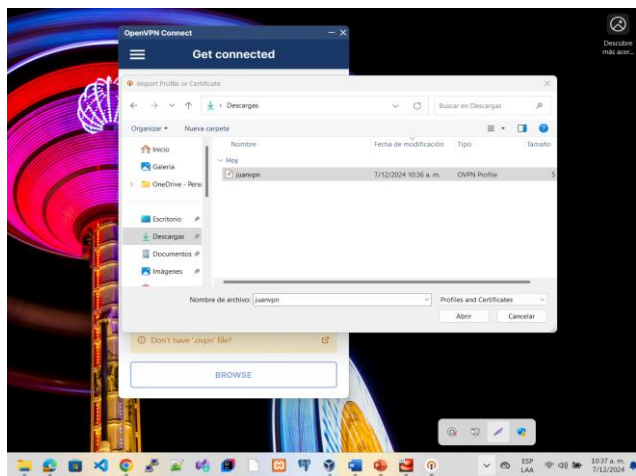 OpenVPN Connect
Get connected
Descubre
más acer...
Import Profile or Certificate
Descargas
Buscar en Descargas
Organizar
Nueva carpeta
Nombre
Fecha de modificación
Tipo
Tamaño
Inicio
Galería
OneDrive - Pers
Escritorio
Descargas
Documentos
Imágenes
Hoy
juanvpn
7/12/2024 10:36 a. m.
OVPN Profile
5
Nombre de archivo:
juanvpn
Profiles and Certificates
Abrir
Cancelar
Don't have '.ovpn' file?
BROWSE
ESP
LAA
10:37 a. m.
7/12/2024